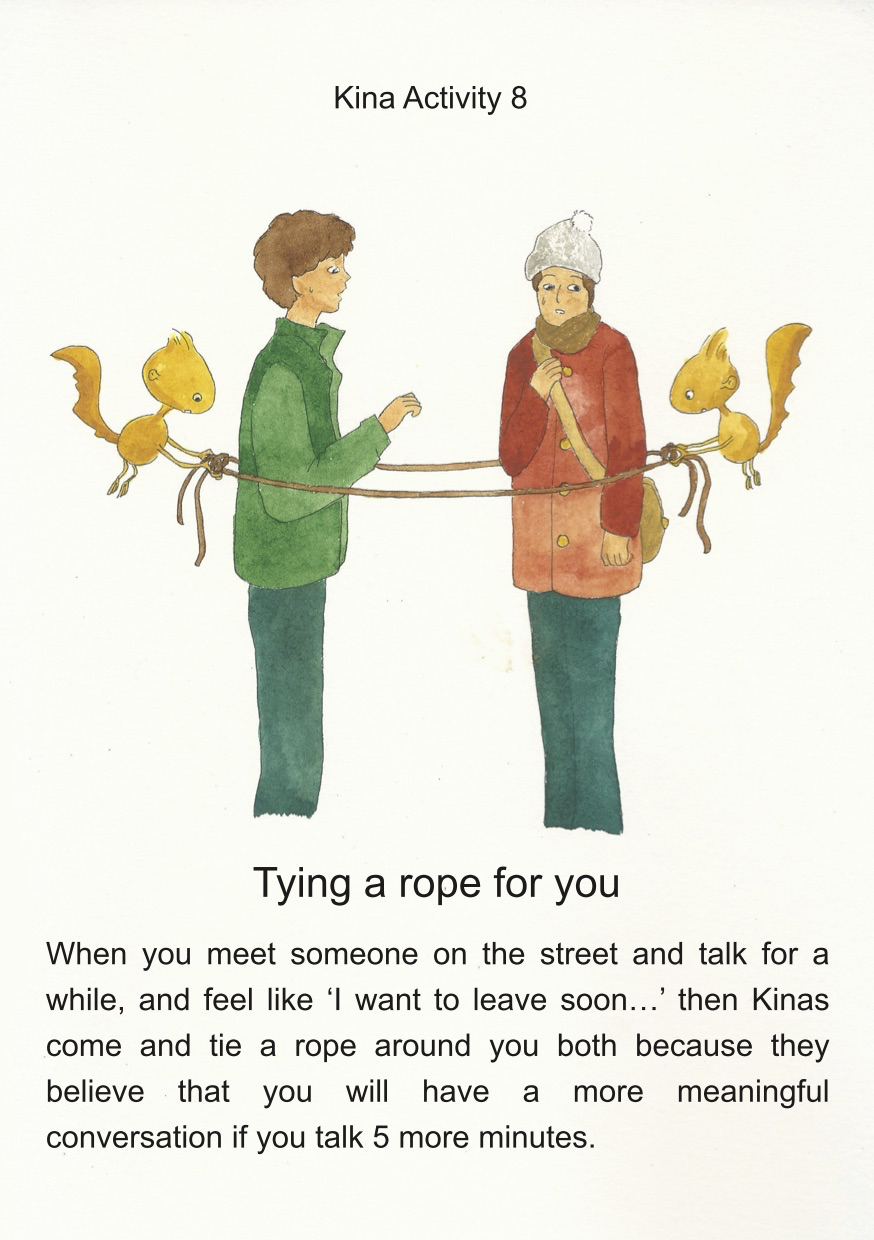 Kina Activity 8
Tying a rope for you
When you meet someone on the street and talk for a
while, and feel like ‘I want to leave soon…’ then Kinas
come and tie a rope around you both because they
believe that you will have a more meaningful
conversation if you talk 5 more minutes.